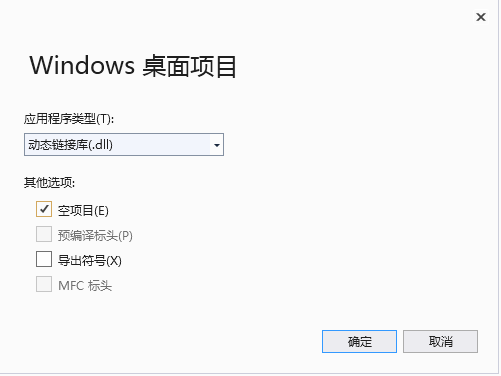 Windows 桌面项目
应用程序类型(T):
动态链接库(.dll)
其他选项:
空项目(E)
预编译标头(P)
导出符号(X)
MFC 标头
确定 取消